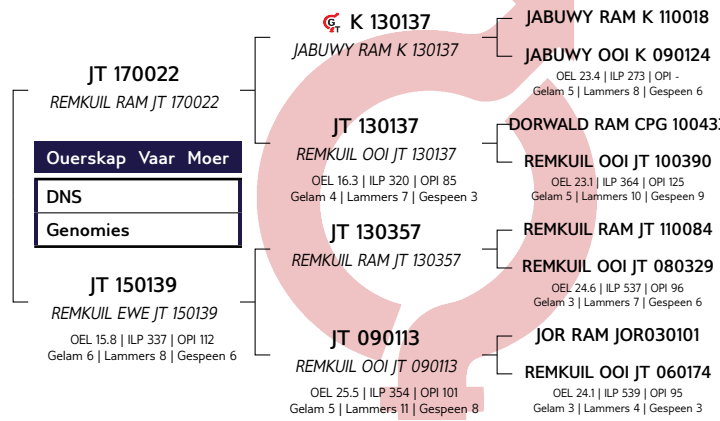 JT 170022
REMKUIL RAM JT 170022
Ouerskap Vaar Moer
DNS
Genomies
JT 150139
REMKUIL EWE JT 150139
OEL 15.8 | ILP 337 | OPI 112
Gelam 6 | Lammers 8 | Gespeen 6
GT K 130137
JABUWY RAM K 130137
JT 130137
REMKUIL OOI JT 130137
OEL 16.3 | ILP 320 | OPI 85
Gelam 4 | Lammers 7 | Gespeen 3
JT 130357
REMKUIL RAM JT 130357
JT 090113
REMKUIL OOI JT 090113
OEL 25.5 | ILP 354 | OPI 101
Gelam 5 | Lammers 11 | Gespeen 8
JABUWY RAM K 110018
JABUWY OOI K 090124
OEL 23.4 | ILP 273 | OPI -
Gelam 5 | Lammers 8 | Gespeen 6
DORWALD RAM CPG 100433
REMKUIL OOI JT 100390
OEL 23.1 | ILP 364 | OPI 125
Gelam 5 | Lammers 10 | Gespeen 9
REMKUIL RAM JT 110084
REMKUIL OOI JT 080329
OEL 24.6 | ILP 537 | OPI 96
Gelam 3 | Lammers 7 | Gespeen 6
JOR RAM JOR030101
REMKUIL OOI JT 060174
OEL 24.1 | ILP 539 | OPI 95
Gelam 3 | Lammers 4 | Gespeen 3